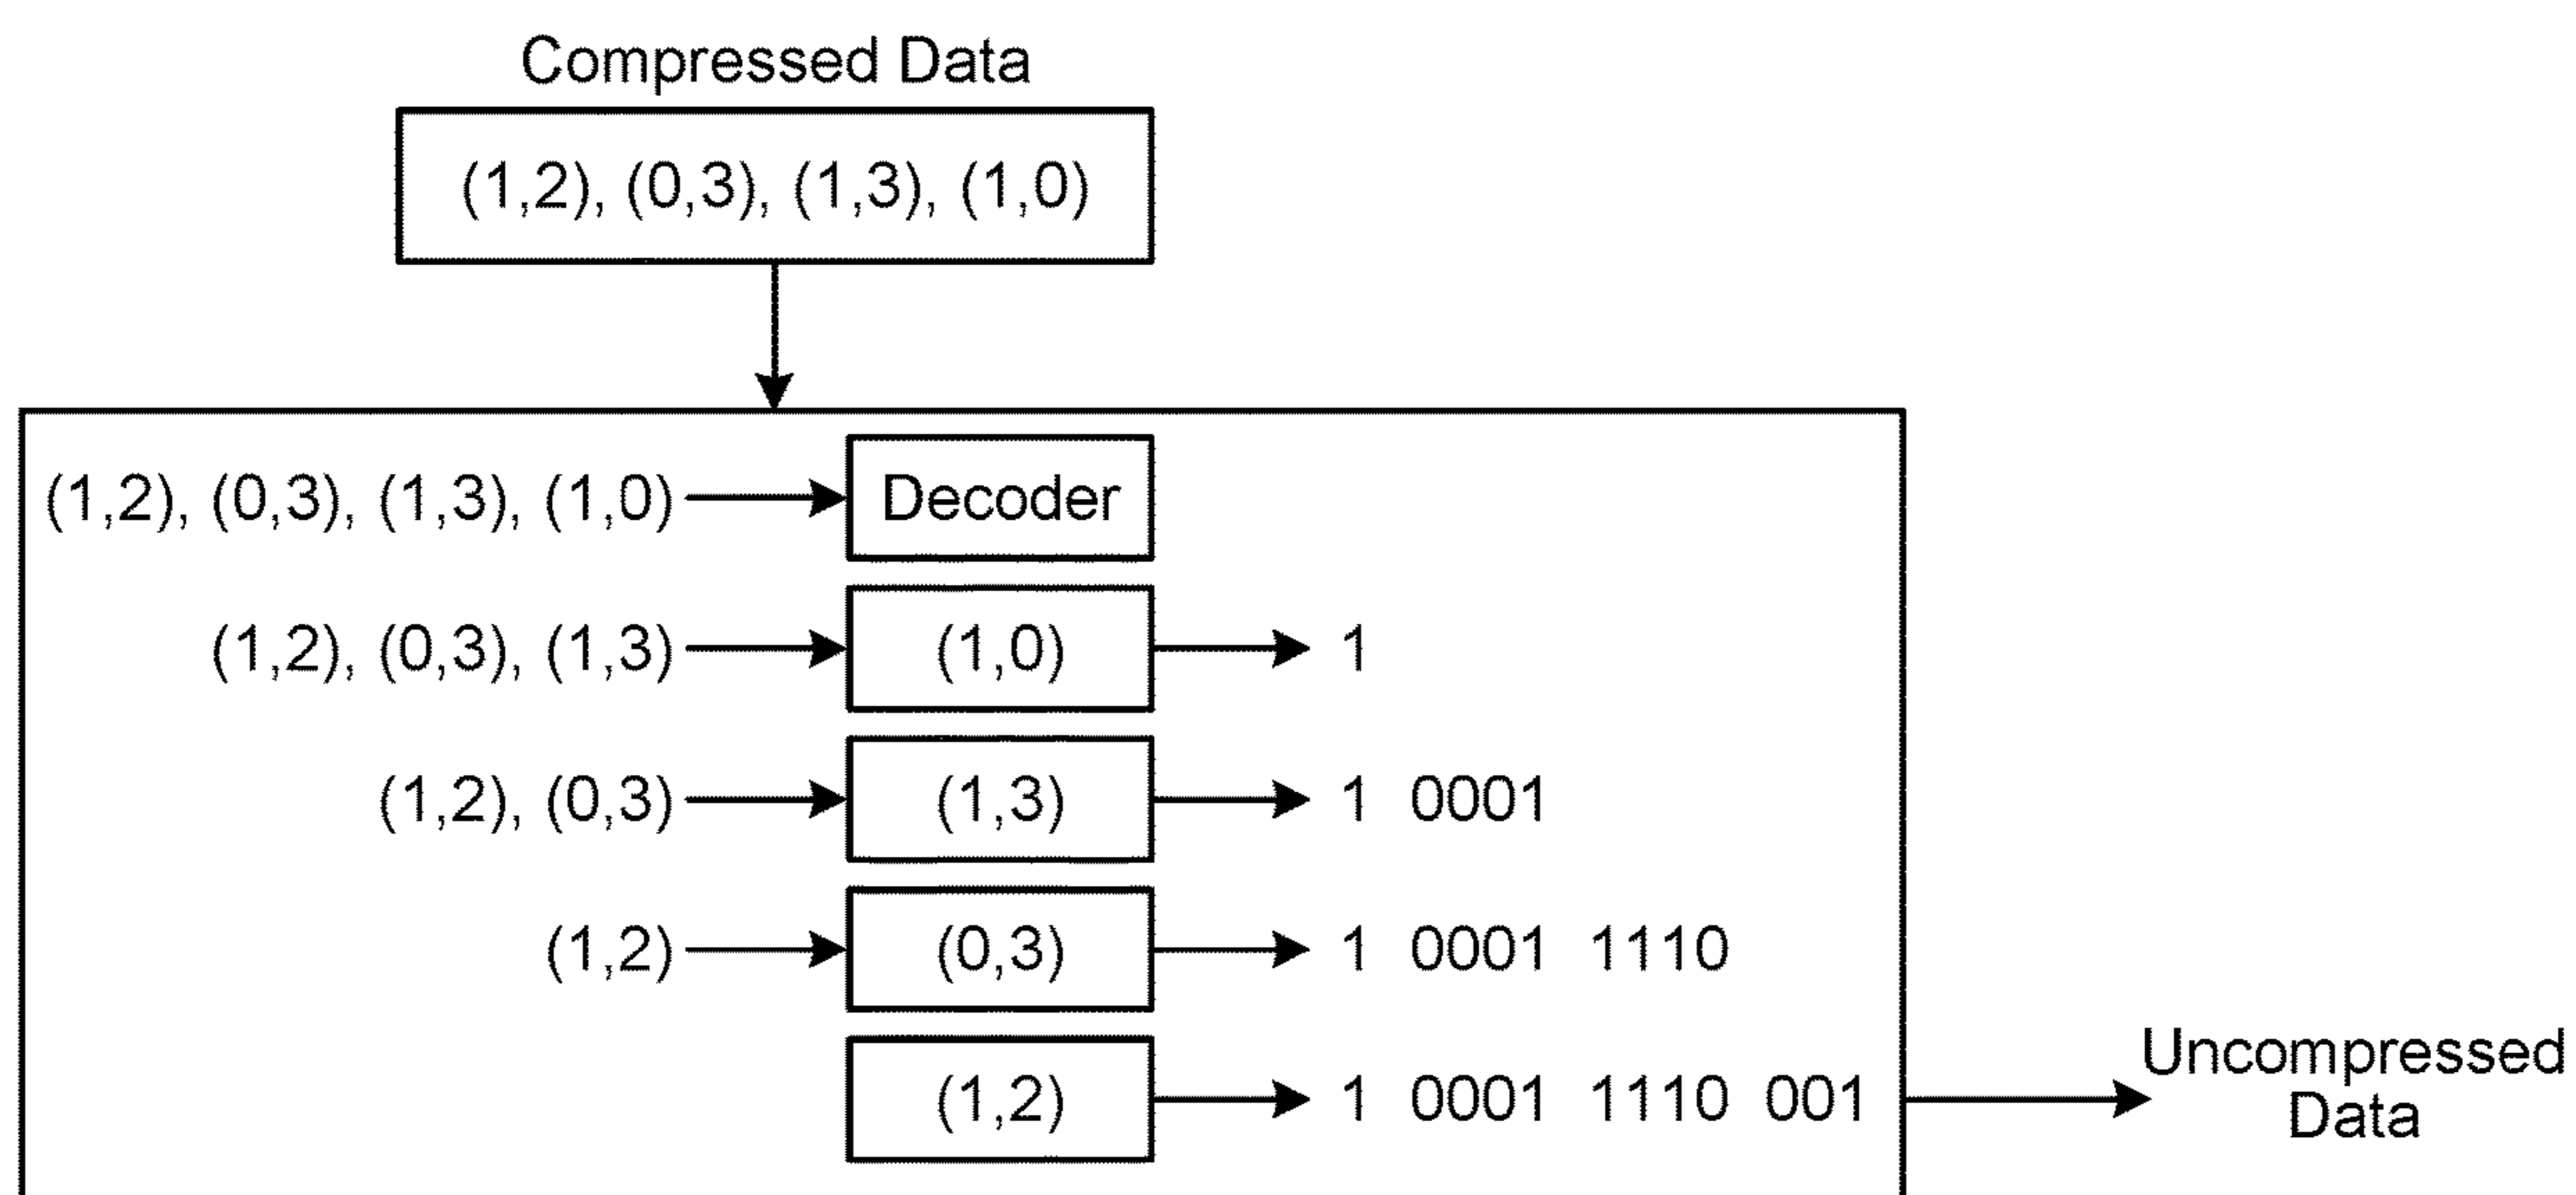 Compressed Data
(1,2), (0,3), (1,3), (1,0)
(1,2), (0,3), (1,3), (1,0) Decoder
(1,2), (0,3), (1,3) (1,0) 1
(1,2), (0,3) (1,3) 1 0001
(1,2) (0,3) 1 0001 1110
(1,2) 1 0001 1110 001
Uncompressed
Data